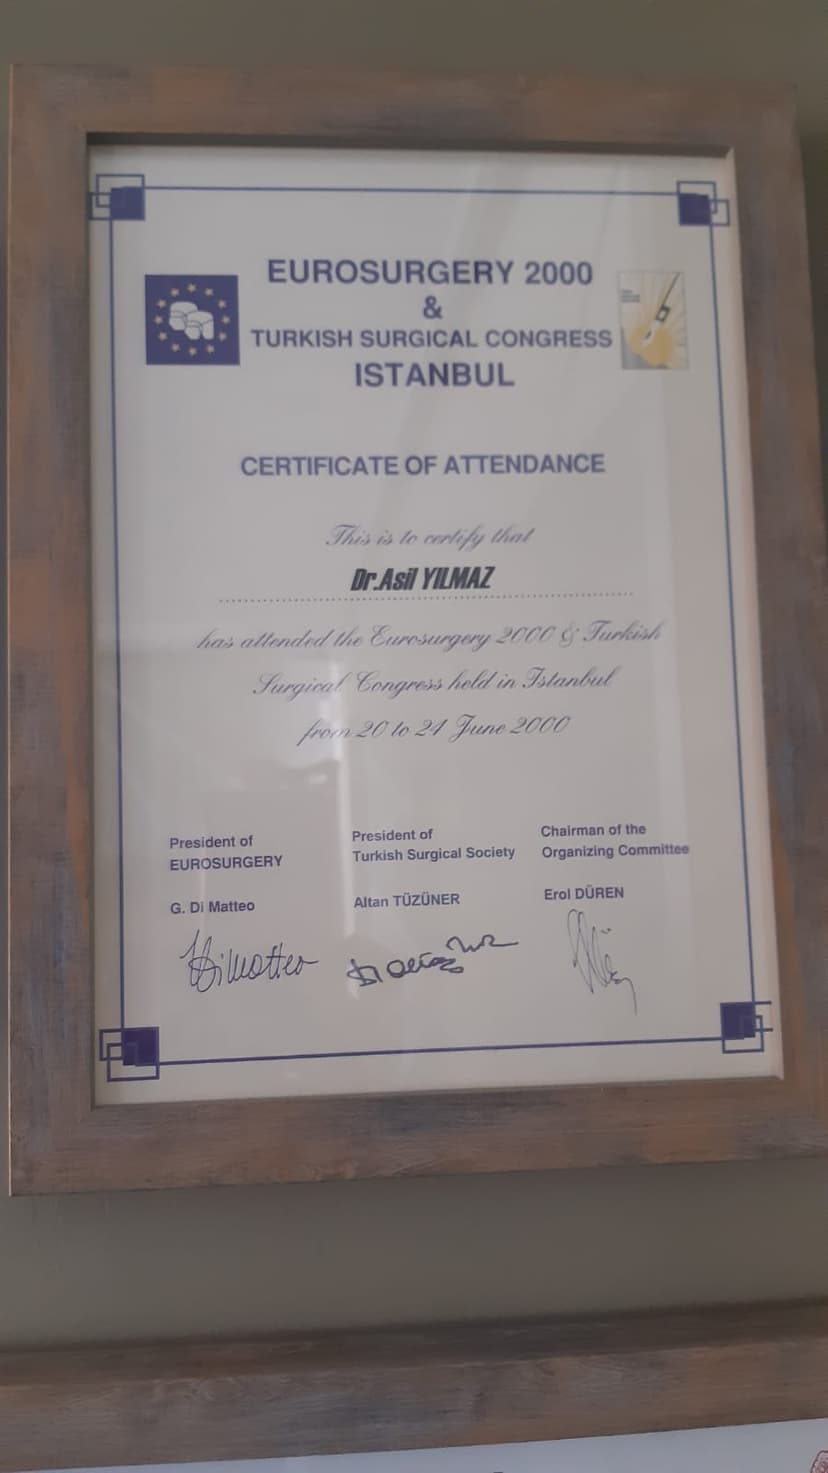 EUROSURGERY 2000
&
TURKISH SURGICAL CONGRESS
ISTANBUL
CERTIFICATE OF ATTENDANCE
This is to certify that
Dr.Asil YILMAZ
has attended the Eurosurgery 2000 & Turkish
Surgical Congress held in Istanbul
from 20 to 24 June 2000
President of
EUROSURGERY
G. Di Matteo
President of
Turkish Surgical Society
Altan TÜZÜNER
Chairman of the
Organizing Committee
Erol DÜREN